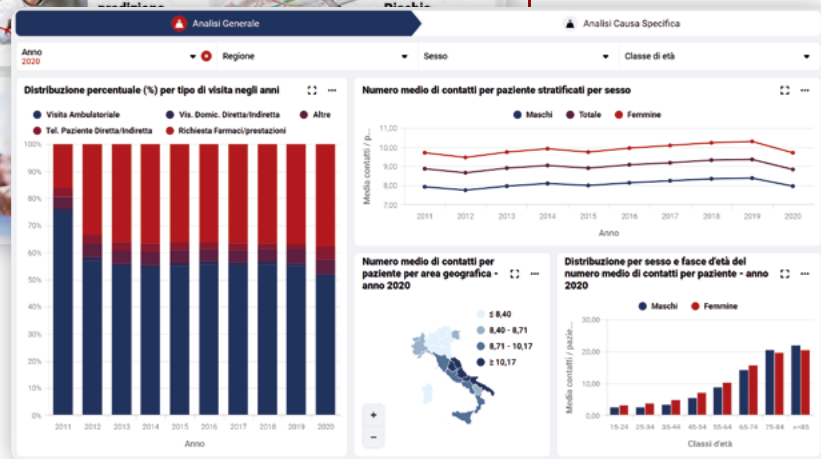 predizione
Rischio
Analisi Generale
Analisi Causa Specifica
Anno
2020
Regione
Sesso
Classe di età
Distribuzione percentuale (%) per tipo di visita negli anni
Visita Ambulatoriale
Vis. Domic. Diretta/Indiretta
Altre
Tel. Paziente Diretta/Indiretta
Richiesta Farmaci/prestazioni
100%
90%
80%
70%
60%
50%
40%
30%
20%
10%
0%
2011 2012 2013 2014 2015 2016 2017 2018 2019 2020
Anno
Numero medio di contatti per paziente stratificati per sesso
Maschi Totale Femmine
Media contatti / p...
11,00
10,00
9,00
8,00
7,00
2011 2012 2013 2014 2015 2016 2017 2018 2019 2020
Anno
Numero medio di contatti per
paziente per area geografica -
anno 2020
≤ 8,40
8,40 - 8,71
8,71 - 10,17
≥ 10,17
+
−
Distribuzione per sesso e fasce d'età del
numero medio di contatti per paziente - anno
2020
Maschi Femmine
Media contatti / pazie...
30,00
20,00
10,00
0,00
15-24 25-34 35-44 45-54 55-64 65-74 75-84 >=85
Classi d'età